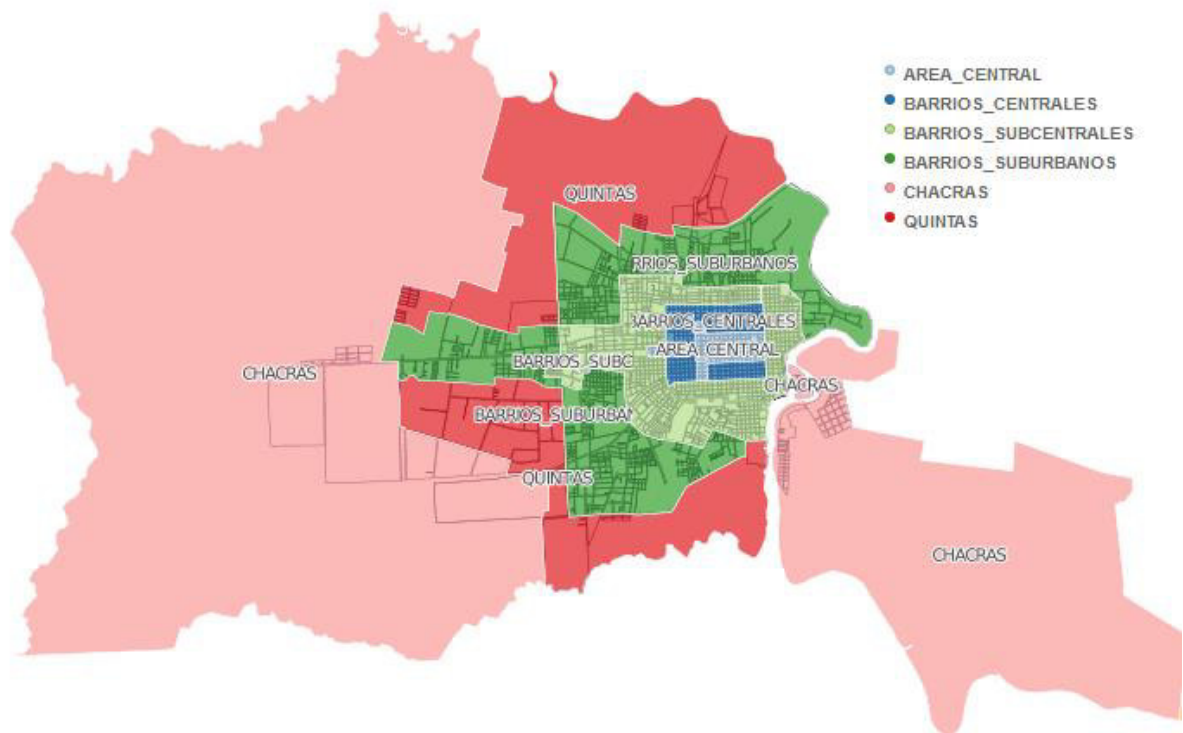 AREA_CENTRAL
BARRIOS_CENTRALES
BARRIOS_SUBCENTRALES
BARRIOS_SUBURBANOS
CHACRAS
QUINTAS
QUINTAS
RRIOS_SUBURBANOS
BARRIOS_CENTRALES
AREA_CENTRAL
BARRIOS_SUBC
CHACRAS
CHACRAS
BARRIOS_SUBURBAN
QUINTAS
CHACRAS